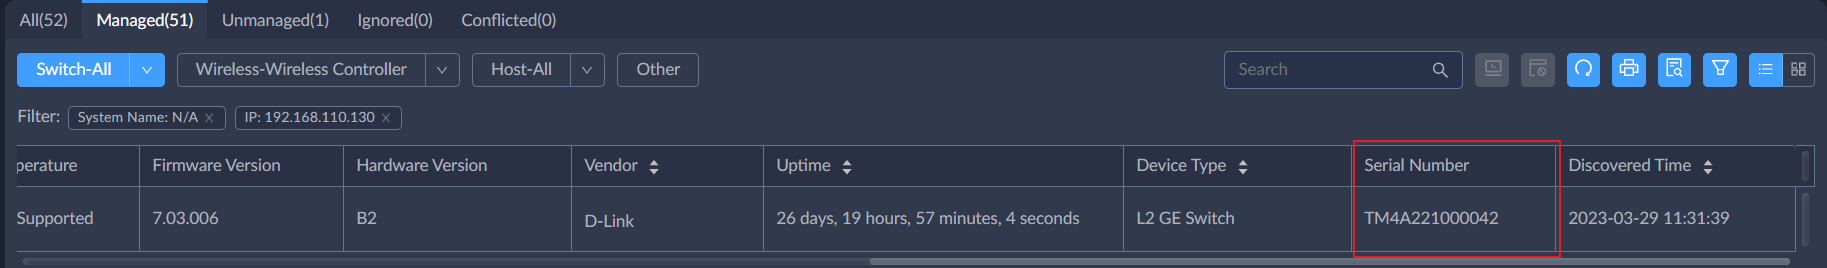 All(52) Managed(51) Unmanaged(1) Ignored(0) Conflicted(0)
Switch-All Wireless-Wireless Controller Host-All Other Search
Filter: System Name: N/A IP: 192.168.110.130
perature Firmware Version Hardware Version Vendor Uptime Device Type Serial Number Discovered Time
Supported 7.03.006 B2 D-Link 26 days, 19 hours, 57 minutes, 4 seconds L2 GE Switch TM4A221000042 2023-03-29 11:31:39